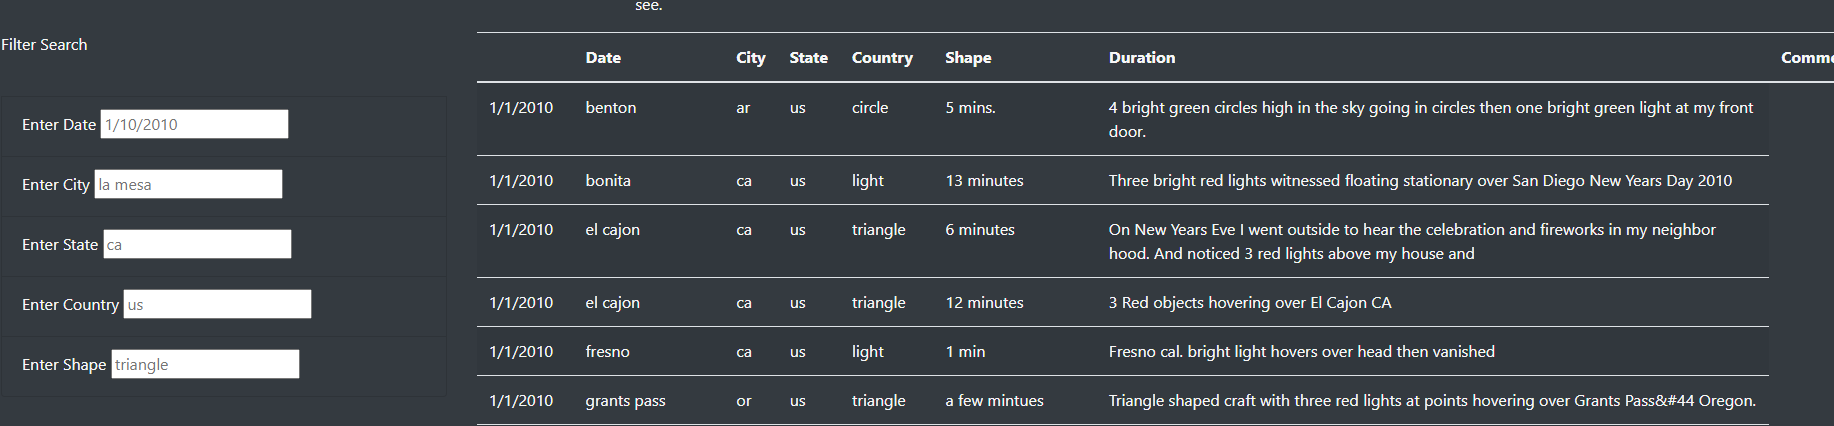 see.
Filter Search
Enter Date 1/10/2010
Enter City la mesa
Enter State ca
Enter Country us
Enter Shape triangle
Date City State Country Shape Duration
1/1/2010 benton ar us circle 5 mins. 4 bright green circles high in the sky going in circles then one bright green light at my front
door.
1/1/2010 bonita ca us light 13 minutes Three bright red lights witnessed floating stationary over San Diego New Years Day 2010
1/1/2010 el cajon ca us triangle 6 minutes On New Years Eve I went outside to hear the celebration and fireworks in my neighbor
hood. And noticed 3 red lights above my house and
1/1/2010 el cajon ca us triangle 12 minutes 3 Red objects hovering over El Cajon CA
1/1/2010 fresno ca us light 1 min Fresno cal. bright light hovers over head then vanished
1/1/2010 grants pass or us triangle a few mintues Triangle shaped craft with three red lights at points hovering over Grants Pass&#44 Oregon.